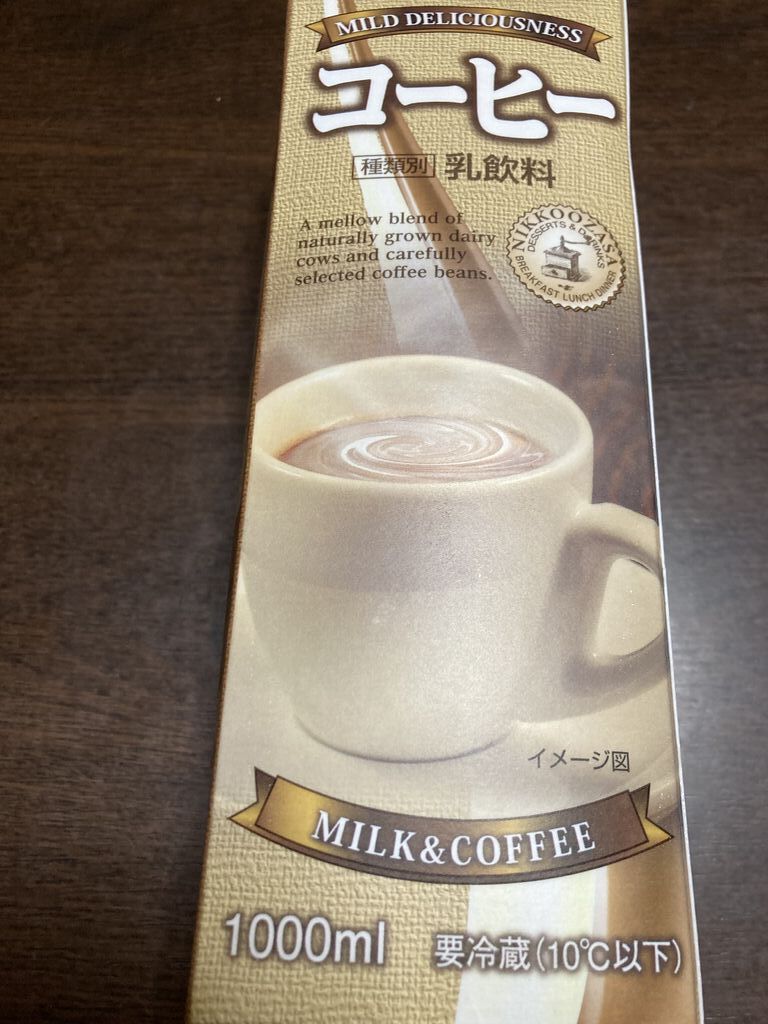 MILD DELICIOUSNESS
コーヒー
種類別 乳飲料
A mellow blend of
naturally grown dairy
cows and carefully
selected coffee beans.
NIKKOOZASA
DESSERTS & DRINKS
BREAKFAST LUNCH DINNER
イメージ図
MILK&COFFEE
1000ml 要冷蔵(10℃以下)